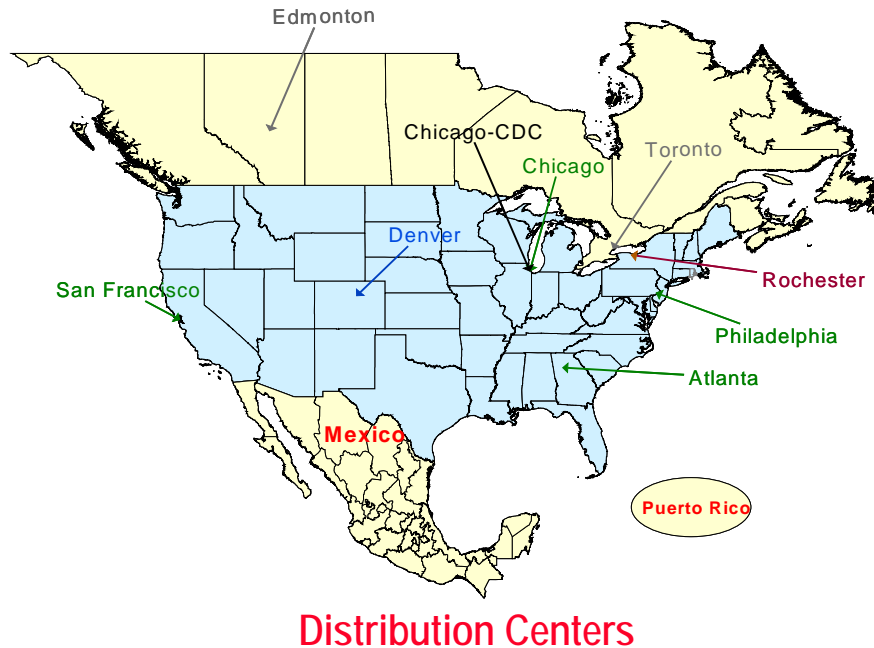 Edmonton
Chicago-CDC
Toronto
Chicago
Denver
Rochester
San Francisco
Philadelphia
Atlanta
Mexico
Puerto Rico
Distribution Centers